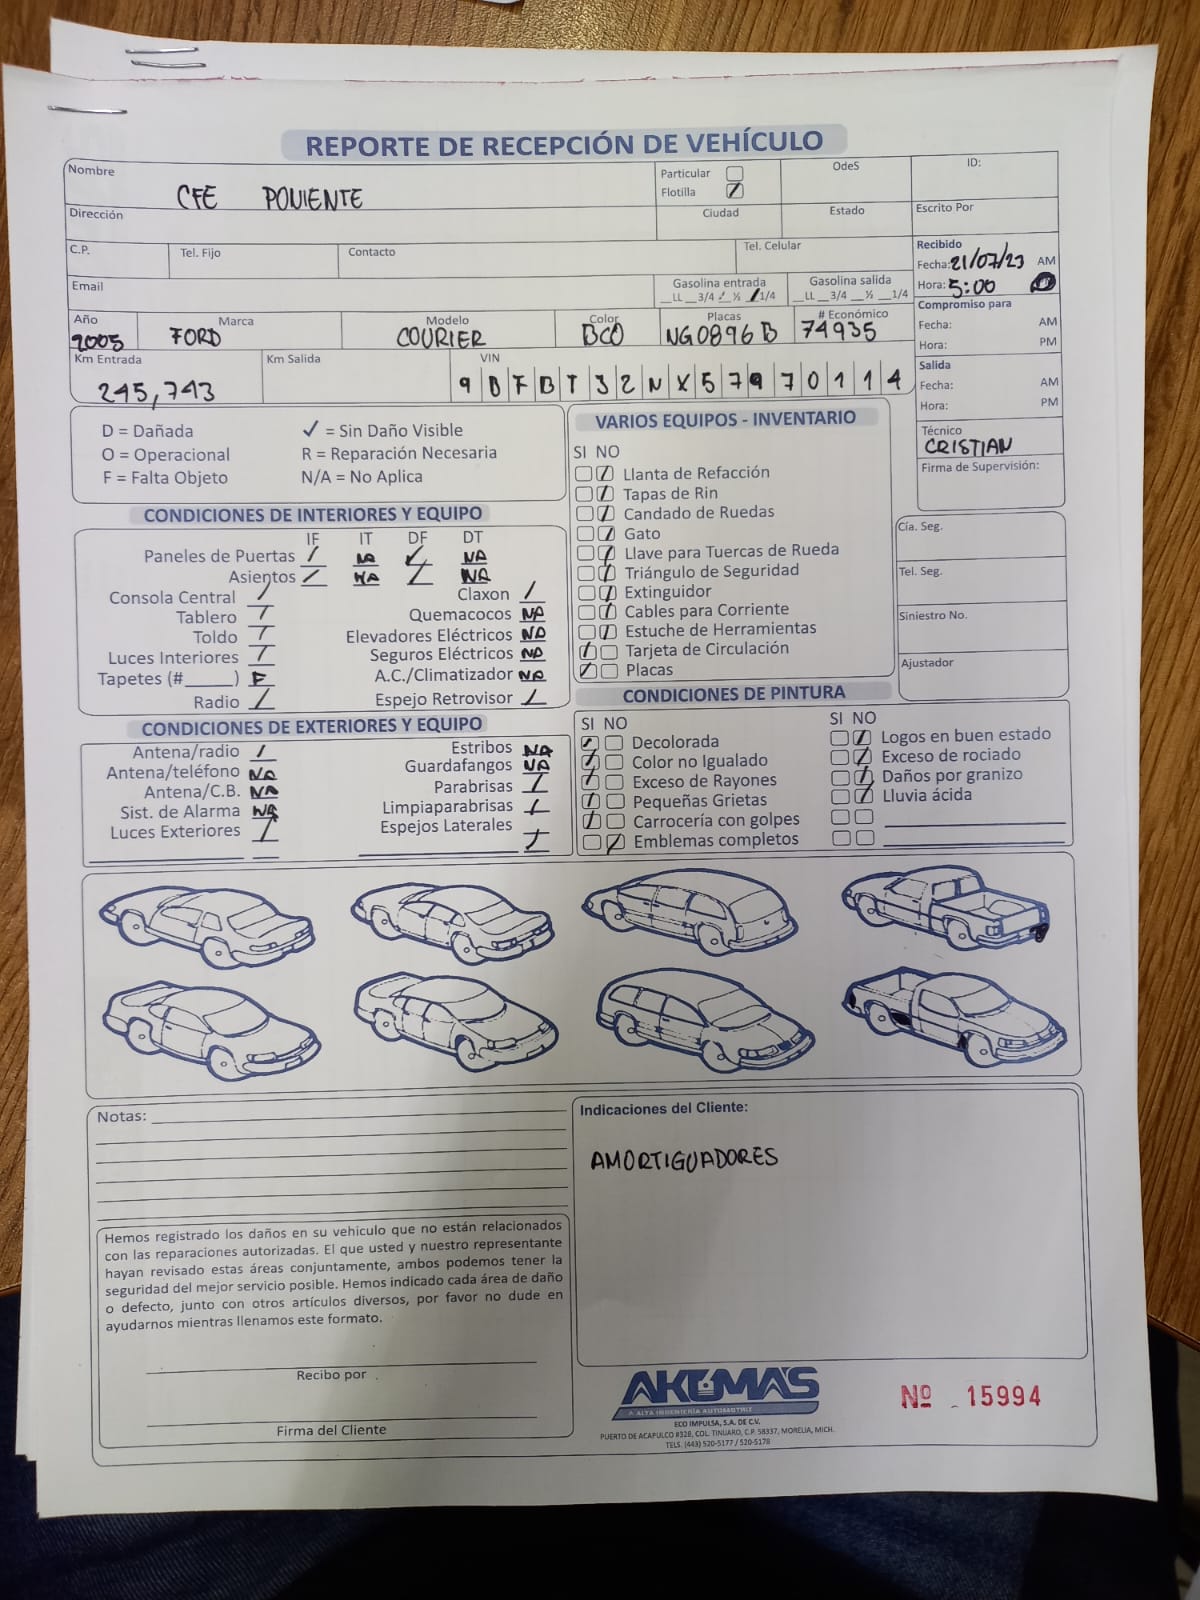 REPORTE DE RECEPCIÓN DE VEHÍCULO
Nombre CFE PONIENTE
Particular
Flotilla ✓
OdeS
ID:
Dirección
Ciudad
Estado
Escrito Por
C.P.
Tel. Fijo
Contacto
Tel. Celular
Recibido
Fecha: 21/07/23 AM
Hora: 5:00
Email
Gasolina entrada
__LL __3/4 __½ __1/4
Gasolina salida
__LL __3/4 __½ __1/4
Compromiso para
Fecha: AM
Hora: PM
Año 2005
Marca FORD
Modelo COURIER
Color BCO
Placas NG0896B
# Económico 74935
Km Entrada 245,743
Km Salida
VIN 9BFBT32NX57970114
Salida
Fecha: AM
Hora: PM
Técnico
CRISTIAN
Firma de Supervisión:
D = Dañada ✓ = Sin Daño Visible
O = Operacional R = Reparación Necesaria
F = Falta Objeto N/A = No Aplica
CONDICIONES DE INTERIORES Y EQUIPO
IF IT DF DT
Paneles de Puertas ✓ NA ✓ NA
Asientos ✓ NA ✓ NA
Consola Central ✓
Tablero ✓
Toldo ✓
Luces Interiores ✓
Tapetes (#_____) F
Radio ✓
Claxon ✓
Quemacocos NA
Elevadores Eléctricos NA
Seguros Eléctricos NA
A.C./Climatizador NA
Espejo Retrovisor ✓
VARIOS EQUIPOS - INVENTARIO
SI NO
Llanta de Refacción
Tapas de Rin
Candado de Ruedas
Gato
Llave para Tuercas de Rueda
Triángulo de Seguridad
Extinguidor
Cables para Corriente
Estuche de Herramientas
Tarjeta de Circulación
Placas
Cía. Seg.
Tel. Seg.
Siniestro No.
Ajustador
CONDICIONES DE EXTERIORES Y EQUIPO
Antena/radio ✓
Antena/teléfono NA
Antena/C.B. NA
Sist. de Alarma NA
Luces Exteriores ✓
Estribos NA
Guardafangos NA
Parabrisas ✓
Limpiaparabrisas ✓
Espejos Laterales ✓
CONDICIONES DE PINTURA
SI NO
Decolorada
Color no Igualado
Exceso de Rayones
Pequeñas Grietas
Carrocería con golpes
Emblemas completos
SI NO
Logos en buen estado
Exceso de rociado
Daños por granizo
Lluvia ácida
Notas:
Indicaciones del Cliente:
AMORTIGUADORES
Hemos registrado los daños en su vehiculo que no están relacionados
con las reparaciones autorizadas. El que usted y nuestro representante
hayan revisado estas áreas conjuntamente, ambos podemos tener la
seguridad del mejor servicio posible. Hemos indicado cada área de daño
o defecto, junto con otros artículos diversos, por favor no dude en
ayudarnos mientras llenamos este formato.
Recibo por
Firma del Cliente
AKUMAS
ALTA INGENIERÍA AUTOMOTRIZ
ECO IMPULSA, S.A. DE C.V.
PUERTO DE ACAPULCO #328, COL. TINIJARO, C.P. 58337, MORELIA, MICH.
TELS. (443) 520-5177 / 520-5178
Nº 15994